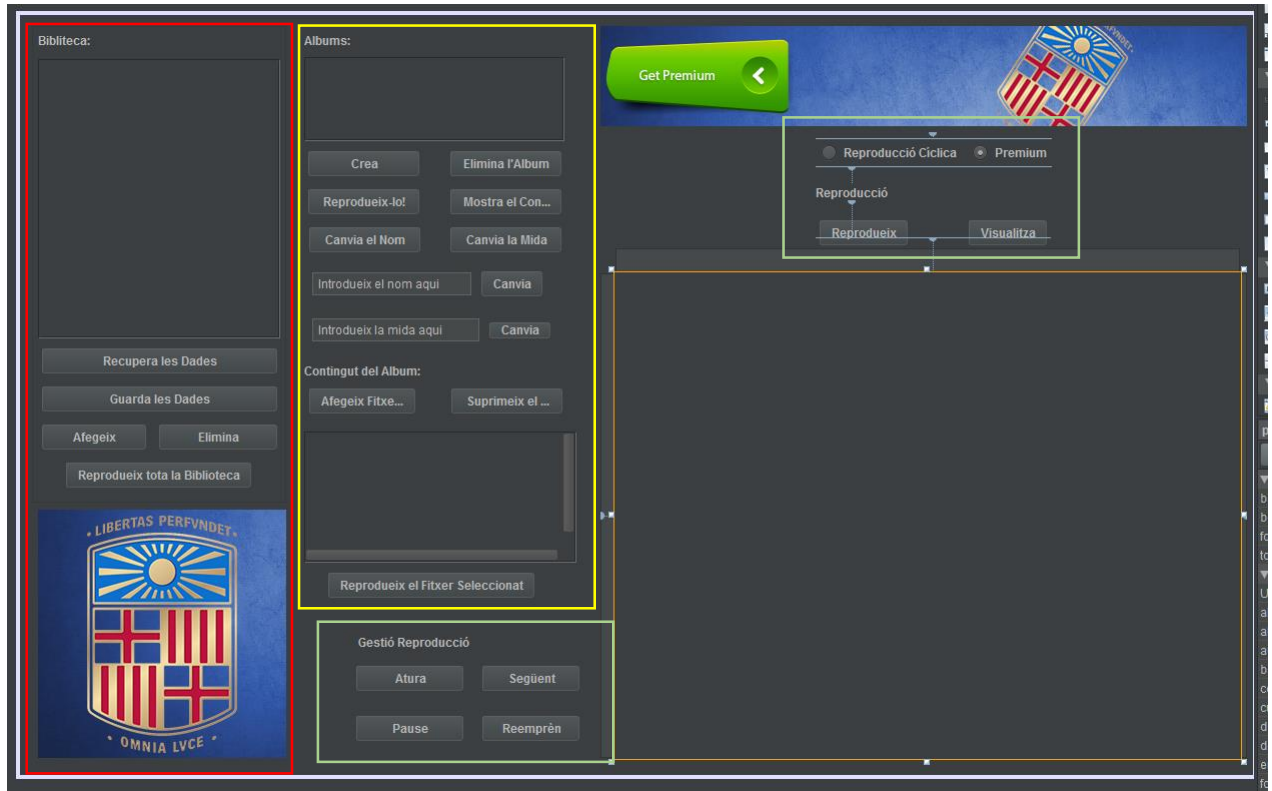 Bibliteca:
Recupera les Dades
Guarda les Dades
Afegeix
Elimina
Reprodueix tota la Biblioteca
• LIBERTAS PERFVNDET •
• OMNIA LVCE •
Albums:
Crea
Elimina l'Album
Reprodueix-lo!
Mostra el Con...
Canvia el Nom
Canvia la Mida
Introdueix el nom aqui
Canvia
Introdueix la mida aqui
Canvia
Contingut del Album:
Afegeix Fitxe...
Suprimeix el ...
Reprodueix el Fitxer Seleccionat
Gestió Reproducció
Atura
Següent
Pause
Reemprèn
Get Premium
Reproducció Cíclica
Premium
Reproducció
Reprodueix
Visualitza